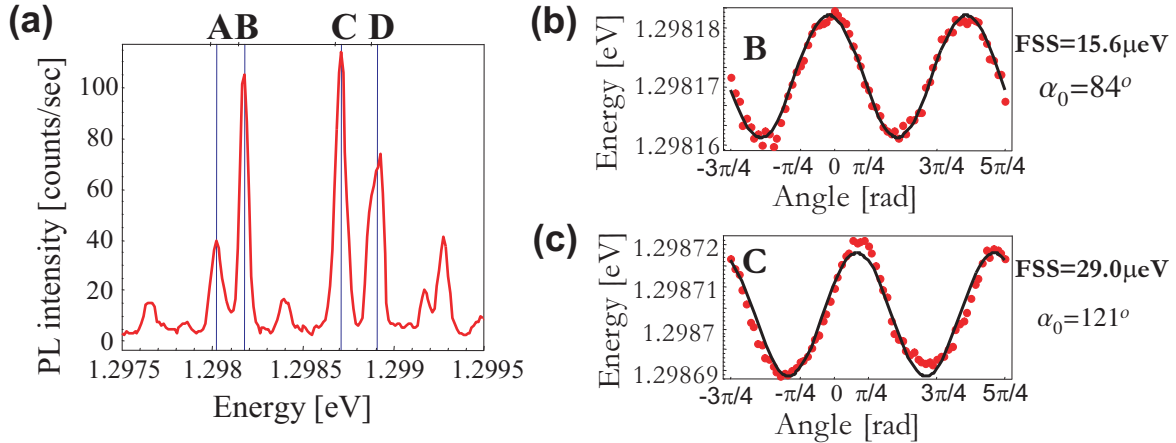 (a)
A B C D
PL intensity [counts/sec]
100
80
60
40
20
0
1.2975 1.298 1.2985 1.299 1.2995
Energy [eV]
(b)
Energy [eV]
1.29818
1.29817
1.29816
B
FSS=15.6μeV
α₀=84°
-3π/4 -π/4 0 π/4 3π/4 5π/4
Angle [rad]
(c)
Energy [eV]
1.29872
1.29871
1.2987
1.29869
C
FSS=29.0μeV
α₀=121°
-3π/4 -π/4 0 π/4 3π/4 5π/4
Angle [rad]